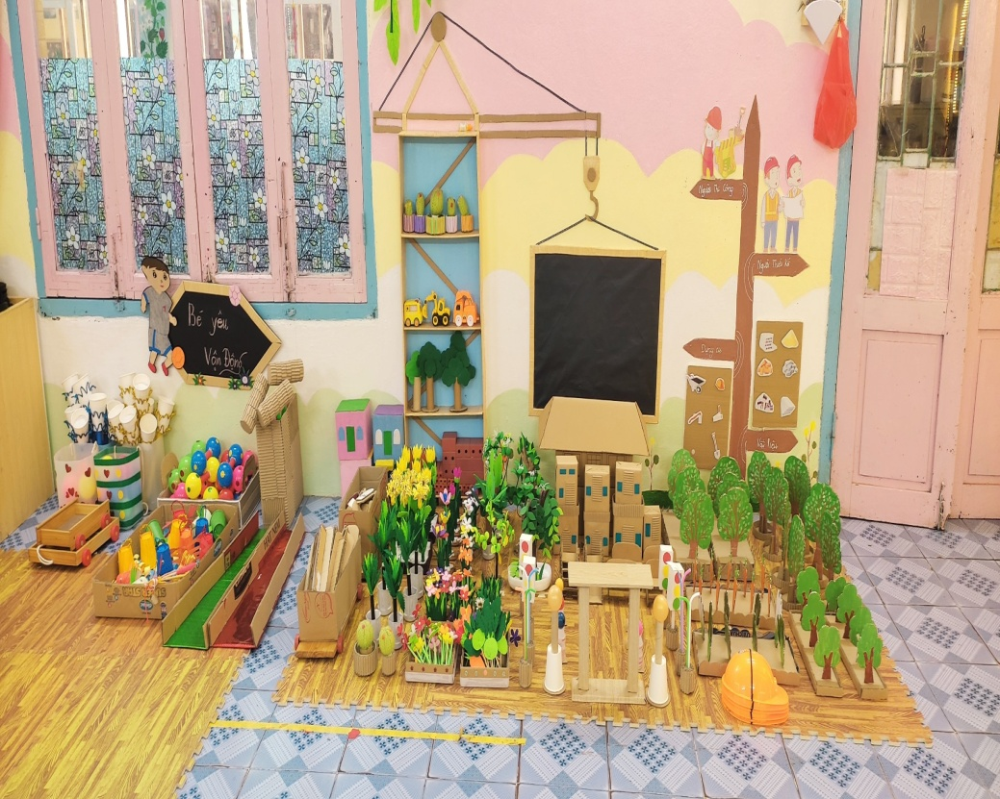 Bé yêu
Vận Động
Người Thi Công
Người Thiết Kế
Dụng cụ
Vật liệu